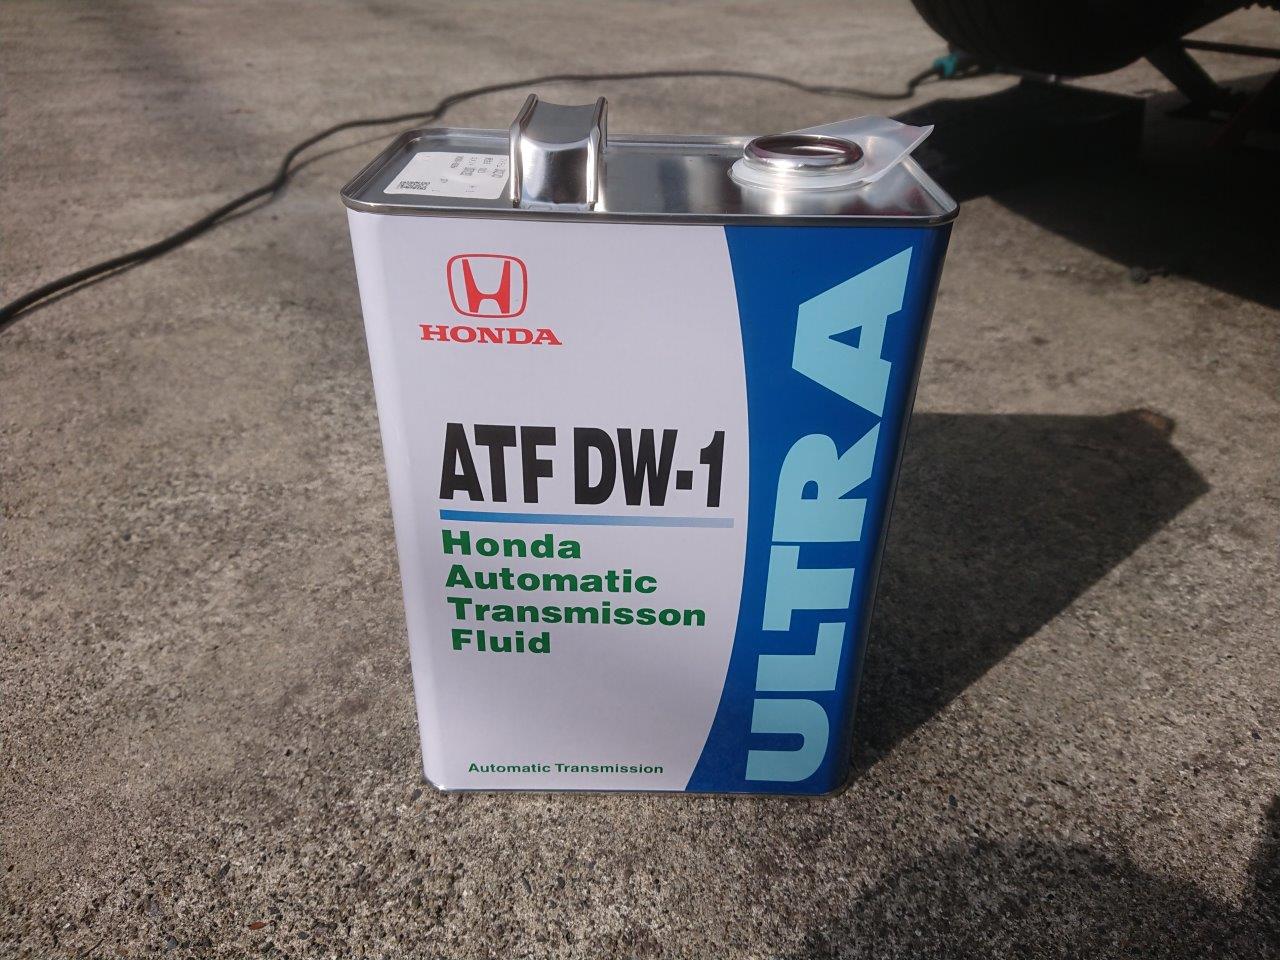 HONDA
ATF DW-1
Honda
Automatic
Transmisson
Fluid
Automatic Transmission
ULTRA